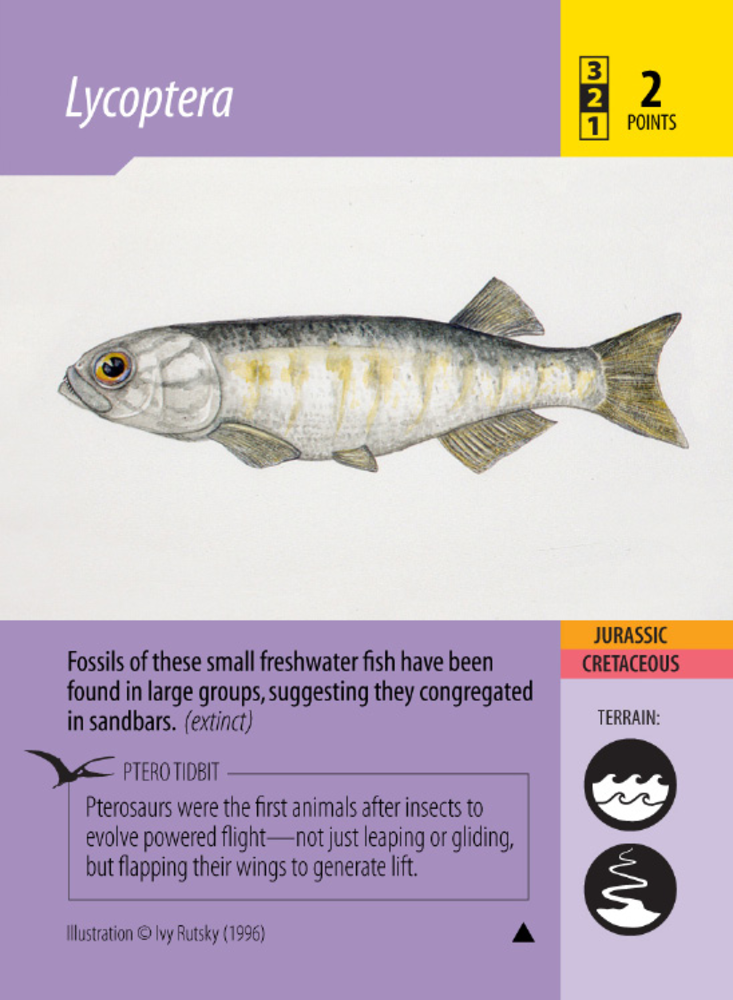 Lycoptera
3
2
1
2
POINTS
JURASSIC
CRETACEOUS
TERRAIN:
Fossils of these small freshwater fish have been
found in large groups, suggesting they congregated
in sandbars. (extinct)
PTERO TIDBIT
Pterosaurs were the first animals after insects to
evolve powered flight—not just leaping or gliding,
but flapping their wings to generate lift.
Illustration © Ivy Rutsky (1996)